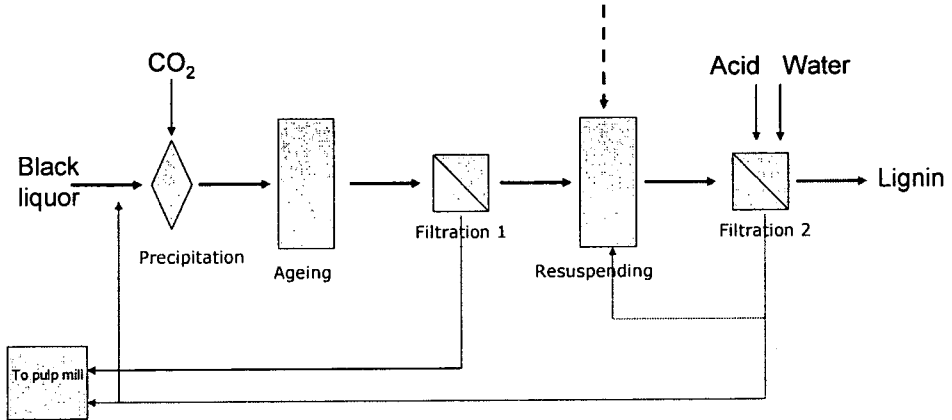 CO₂
Acid Water
Black
liquor
Lignin
Precipitation
Ageing
Filtration 1
Resuspending
Filtration 2
To pulp mill